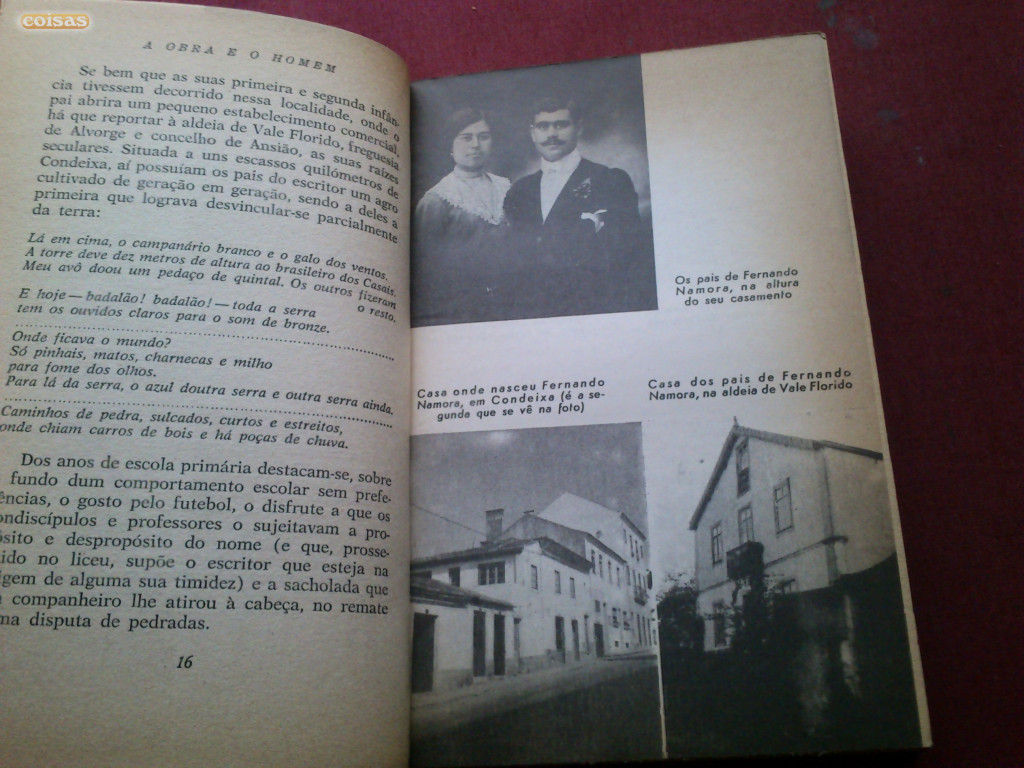 coisas
A OBRA E O HOMEM
Se bem que as suas primeira e segunda infân-
cia tivessem decorrido nessa localidade, onde o
pai abrira um pequeno estabelecimento comercial,
há que reportar à aldeia de Vale Florido, freguesia
de Alvorge e concelho de Ansião, as suas raízes
seculares. Situada a uns escassos quilómetros de
Condeixa, aí possuíam os pais do escritor um agro
cultivado de geração em geração, sendo a deles a
primeira que lograva desvincular-se parcialmente
da terra:
Lá em cima, o campanário branco e o galo dos ventos.
A torre deve dez metros de altura ao brasileiro dos Casais.
Meu avô doou um pedaço de quintal. Os outros fizeram
o resto.
E hoje — badalão! badalão! — toda a serra
tem os ouvidos claros para o som de bronze.
Onde ficava o mundo?
Só pinhais, matos, charnecas e milho
para fome dos olhos.
Para lá da serra, o azul doutra serra e outra serra ainda.
Caminhos de pedra, sulcados, curtos e estreitos,
onde chiam carros de bois e há poças de chuva.
Dos anos de escola primária destacam-se, sobre
fundo dum comportamento escolar sem prefe-
ências, o gosto pelo futebol, o disfrute a que os
ondiscípulos e professores o sujeitavam a pro-
ósito e despropósito do nome (e que, prosse-
uido no liceu, supõe o escritor que esteja na
igem de alguma sua timidez) e a sacholada que
companheiro lhe atirou à cabeça, no remate
ma disputa de pedradas.
16
Os pais de Fernando
Namora, na altura
do seu casamento
Casa onde nasceu Fernando
Namora, em Condeixa (é a se-
gunda que se vê na foto)
Casa dos pais de Fernando
Namora, na aldeia de Vale Florido